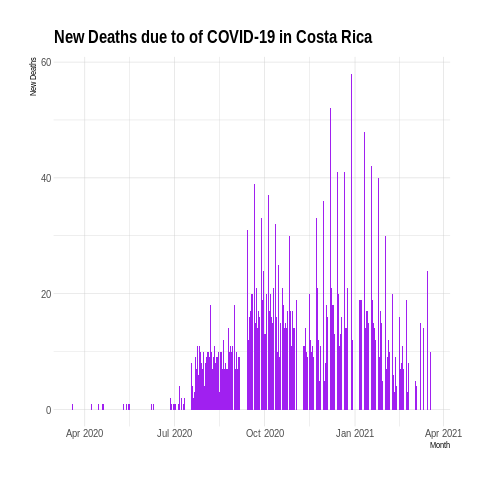 New Deaths due to of COVID-19 in Costa Rica
New Deaths
60
40
20
0
Apr 2020 Jul 2020 Oct 2020 Jan 2021 Apr 2021
Month